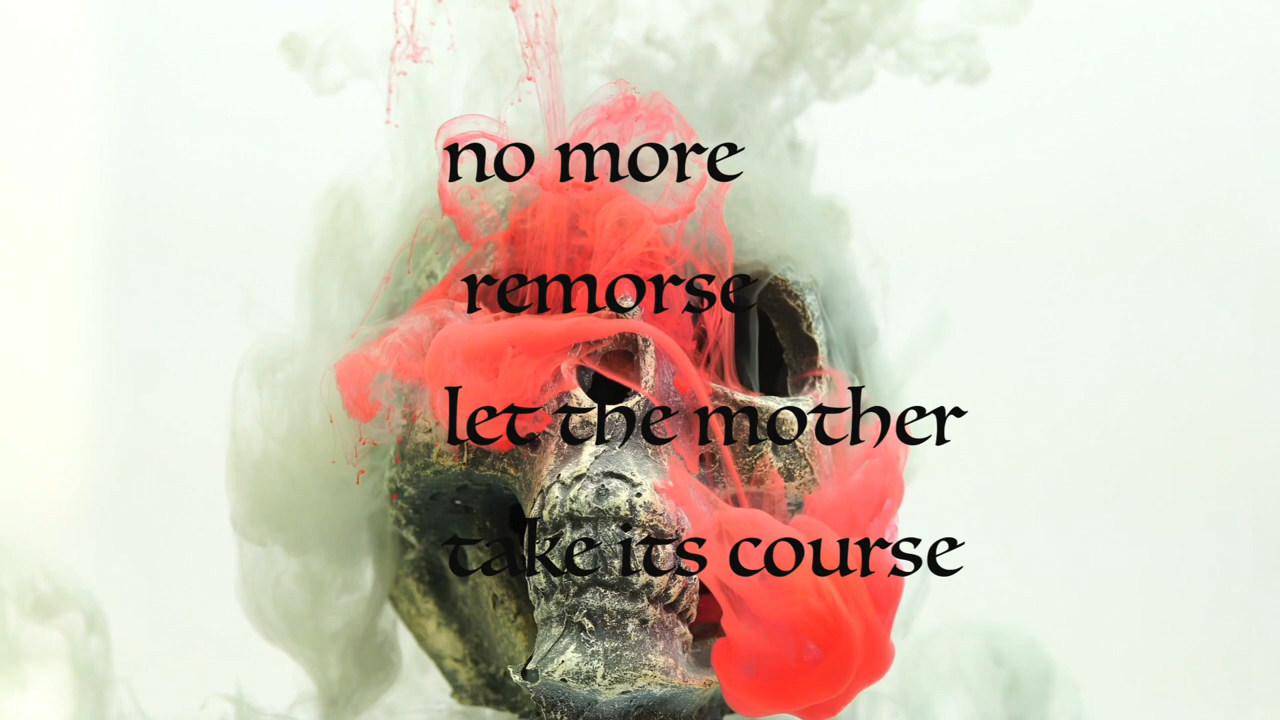 no more
remorse
let the mother
take its course